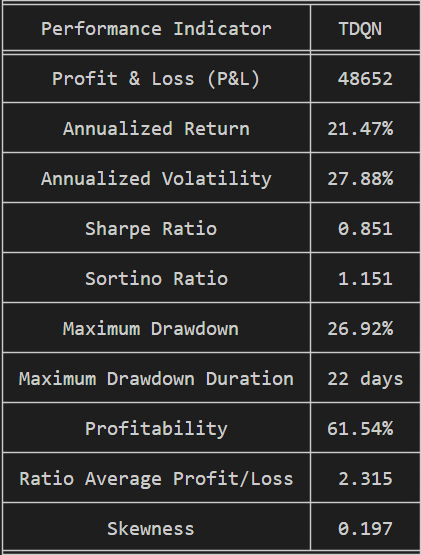 Performance Indicator TDQN
Profit & Loss (P&L) 48652
Annualized Return 21.47%
Annualized Volatility 27.88%
Sharpe Ratio 0.851
Sortino Ratio 1.151
Maximum Drawdown 26.92%
Maximum Drawdown Duration 22 days
Profitability 61.54%
Ratio Average Profit/Loss 2.315
Skewness 0.197